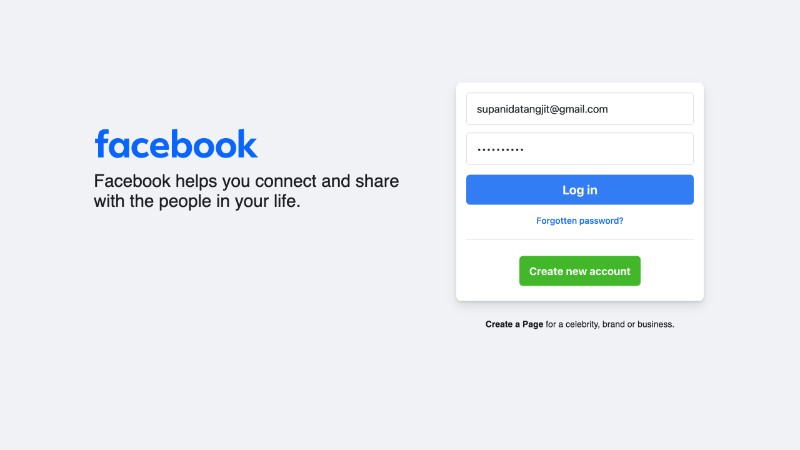 facebook
Facebook helps you connect and share
with the people in your life.
supanidatangjit@gmail.com
••••••••••
Log in
Forgotten password?
Create new account
Create a Page for a celebrity, brand or business.